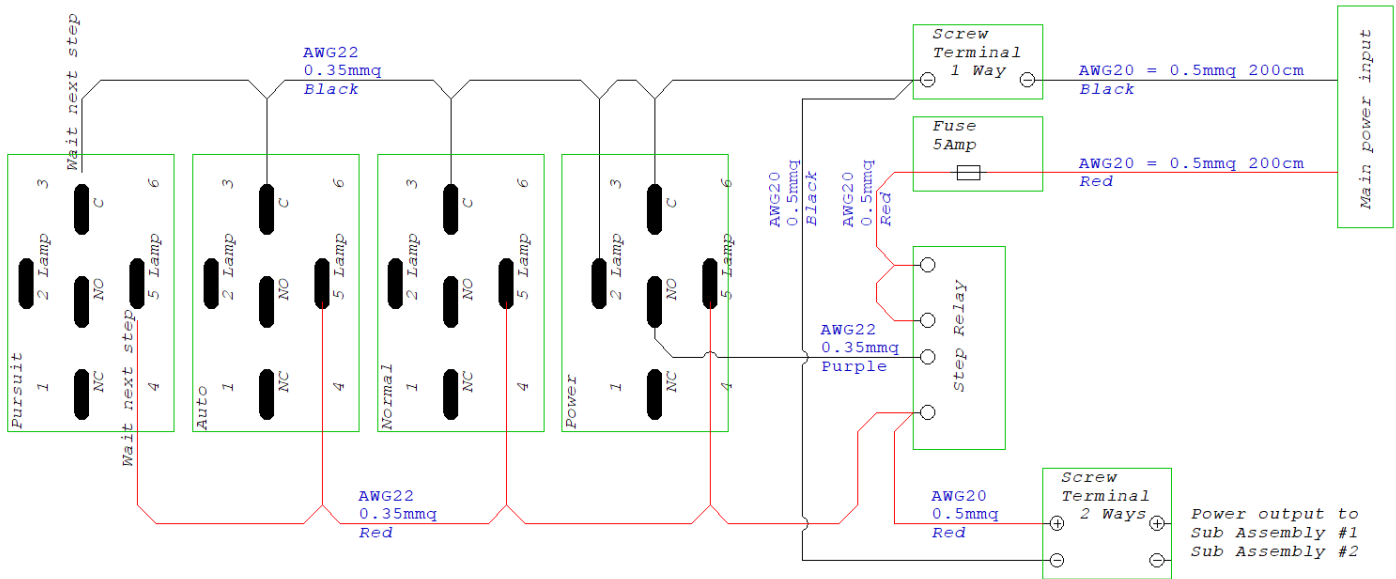 Wait next step
AWG22
0.35mmq
Black
Screw
Terminal
1 Way
AWG20 = 0.5mmq 200cm
Black
Main power input
Fuse
5Amp
AWG20 = 0.5mmq 200cm
Red
AWG20
0.5mmq
Black
AWG20
0.5mmq
Red
3
6
C
2 Lamp
NO
5 Lamp
1
NC
4
Pursuit
Wait next step
3
6
C
2 Lamp
NO
5 Lamp
1
NC
4
Auto
3
6
C
2 Lamp
NO
5 Lamp
1
NC
4
Normal
3
6
C
2 Lamp
NO
5 Lamp
1
NC
4
Power
AWG22
0.35mmq
Purple
Step Relay
AWG22
0.35mmq
Red
AWG20
0.5mmq
Red
Screw
Terminal
2 Ways
Power output to
Sub Assembly #1
Sub Assembly #2